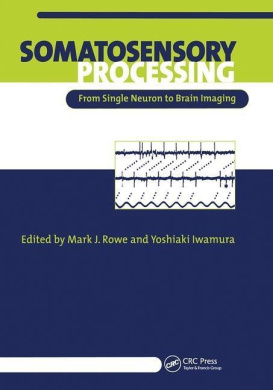 SOMATOSENSORY
PROCESSING
From Single Neuron to Brain Imaging
Edited by Mark J. Rowe and Yoshiaki Iwamura
CRC Press
Taylor & Francis Group